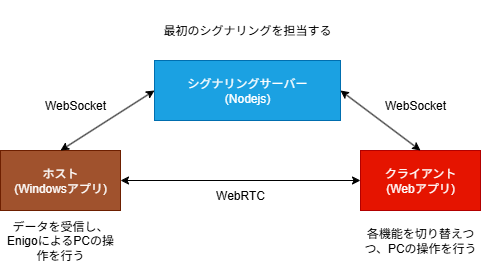 最初のシグナリングを担当する
シグナリングサーバー
(Nodejs)
WebSocket
WebSocket
ホスト
(Windowsアプリ)
クライアント
(Webアプリ)
WebRTC
データを受信し、
EnigoによるPCの操
作を行う
各機能を切り替えつ
つ、PCの操作を行う